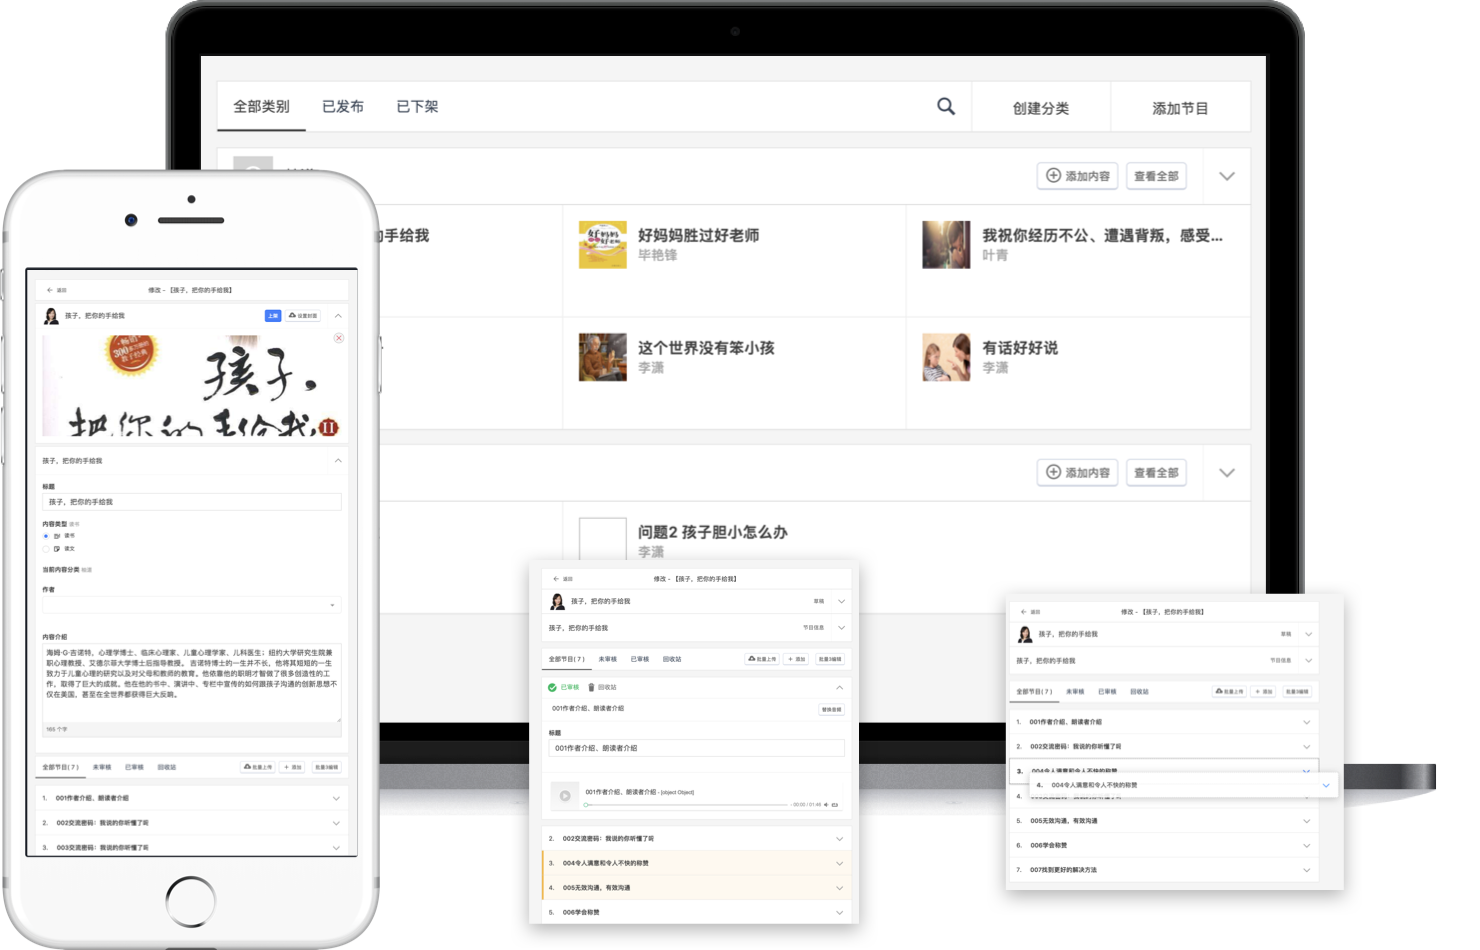 全部类别
已发布
已下架
创建分类
添加节目
添加内容
查看全部
的手给我
好妈妈胜过好老师
毕艳锋
我祝你经历不公、遭遇背叛，感受...
叶青
这个世界没有笨小孩
李潇
有话好好说
李潇
添加内容
查看全部
问题2 孩子胆小怎么办
李潇
返回
修改 - 【孩子，把你的手给我】
孩子，把你的手给我
上架
设置封面
畅销
孩子，
把你的手给我 II
孩子，把你的手给我
标题
孩子，把你的手给我
内容类型 读书
读书
读文
当前内容分类
作者
内容介绍
海姆·G·吉诺特，心理学博士、临床心理家、儿童心理学家、儿科医生；纽约大学研究生院兼
职心理教授、艾德尔菲大学博士后指导教授。 吉诺特博士的一生并不长，他将其短短的一生
致力于儿童心理的研究以及对父母和教师的教育。他依靠他的聪明才智做了很多创造性的工
作，取得了巨大的成就。他在他的书中、演讲中、专栏中宣传的如何跟孩子沟通的创新思想不
仅在美国，甚至在全世界都获得巨大反响。
165 个字
全部节目(7)
未审核
已审核
回收站
批量上传
+ 添加
批量编辑
1. 001作者介绍、朗读者介绍
2. 002交流密码：我说的你听懂了吗
3. 003交流密码：我说的你听懂了吗
返回
修改 - 【孩子，把你的手给我】
孩子，把你的手给我
草稿
孩子，把你的手给我
节目信息
全部节目(7)
未审核
已审核
回收站
批量上传
+ 添加
批量编辑
已审核
回收站
001作者介绍、朗读者介绍
替换音频
标题
001作者介绍、朗读者介绍
001作者介绍、朗读者介绍 - [object Object]
- 00:00 / 01:48
2. 002交流密码：我说的你听懂了吗
3. 004令人满意和令人不快的称赞
4. 005无效沟通，有效沟通
5. 006学会称赞
返回
修改 - 【孩子，把你的手给我】
孩子，把你的手给我
草稿
孩子，把你的手给我
节目信息
全部节目(7)
未审核
已审核
回收站
批量上传
+ 添加
批量编辑
1. 001作者介绍、朗读者介绍
2. 002交流密码：我说的你听懂了吗
3. 004令人满意和令人不快的称赞
4. 004令人满意和令人不快的称赞
4.
5. 005无效沟通，有效沟通
6. 006学会称赞
7. 007找到更好的解决方法